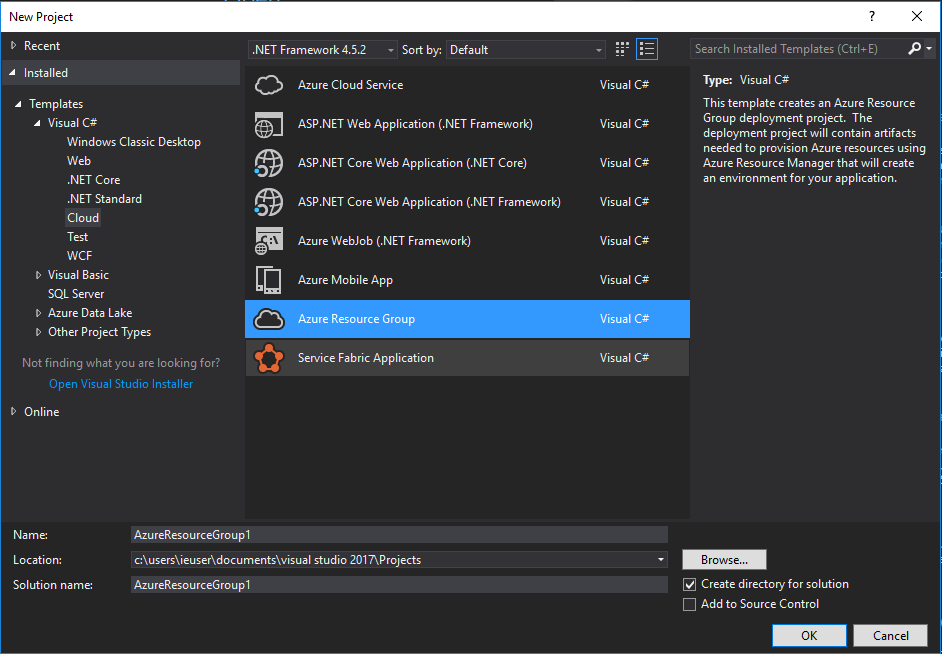 New Project
?
Recent
Installed
Templates
Visual C#
Windows Classic Desktop
Web
.NET Core
.NET Standard
Cloud
Test
WCF
Visual Basic
SQL Server
Azure Data Lake
Other Project Types
Not finding what you are looking for?
Open Visual Studio Installer
Online
.NET Framework 4.5.2
Sort by: Default
Azure Cloud Service Visual C#
ASP.NET Web Application (.NET Framework) Visual C#
ASP.NET Core Web Application (.NET Core) Visual C#
ASP.NET Core Web Application (.NET Framework) Visual C#
Azure WebJob (.NET Framework) Visual C#
Azure Mobile App Visual C#
Azure Resource Group Visual C#
Service Fabric Application Visual C#
Search Installed Templates (Ctrl+E)
Type: Visual C#
This template creates an Azure Resource
Group deployment project. The
deployment project will contain artifacts
needed to provision Azure resources using
Azure Resource Manager that will create
an environment for your application.
Name: AzureResourceGroup1
Location: c:\users\ieuser\documents\visual studio 2017\Projects
Browse...
Solution name: AzureResourceGroup1
Create directory for solution
Add to Source Control
OK
Cancel